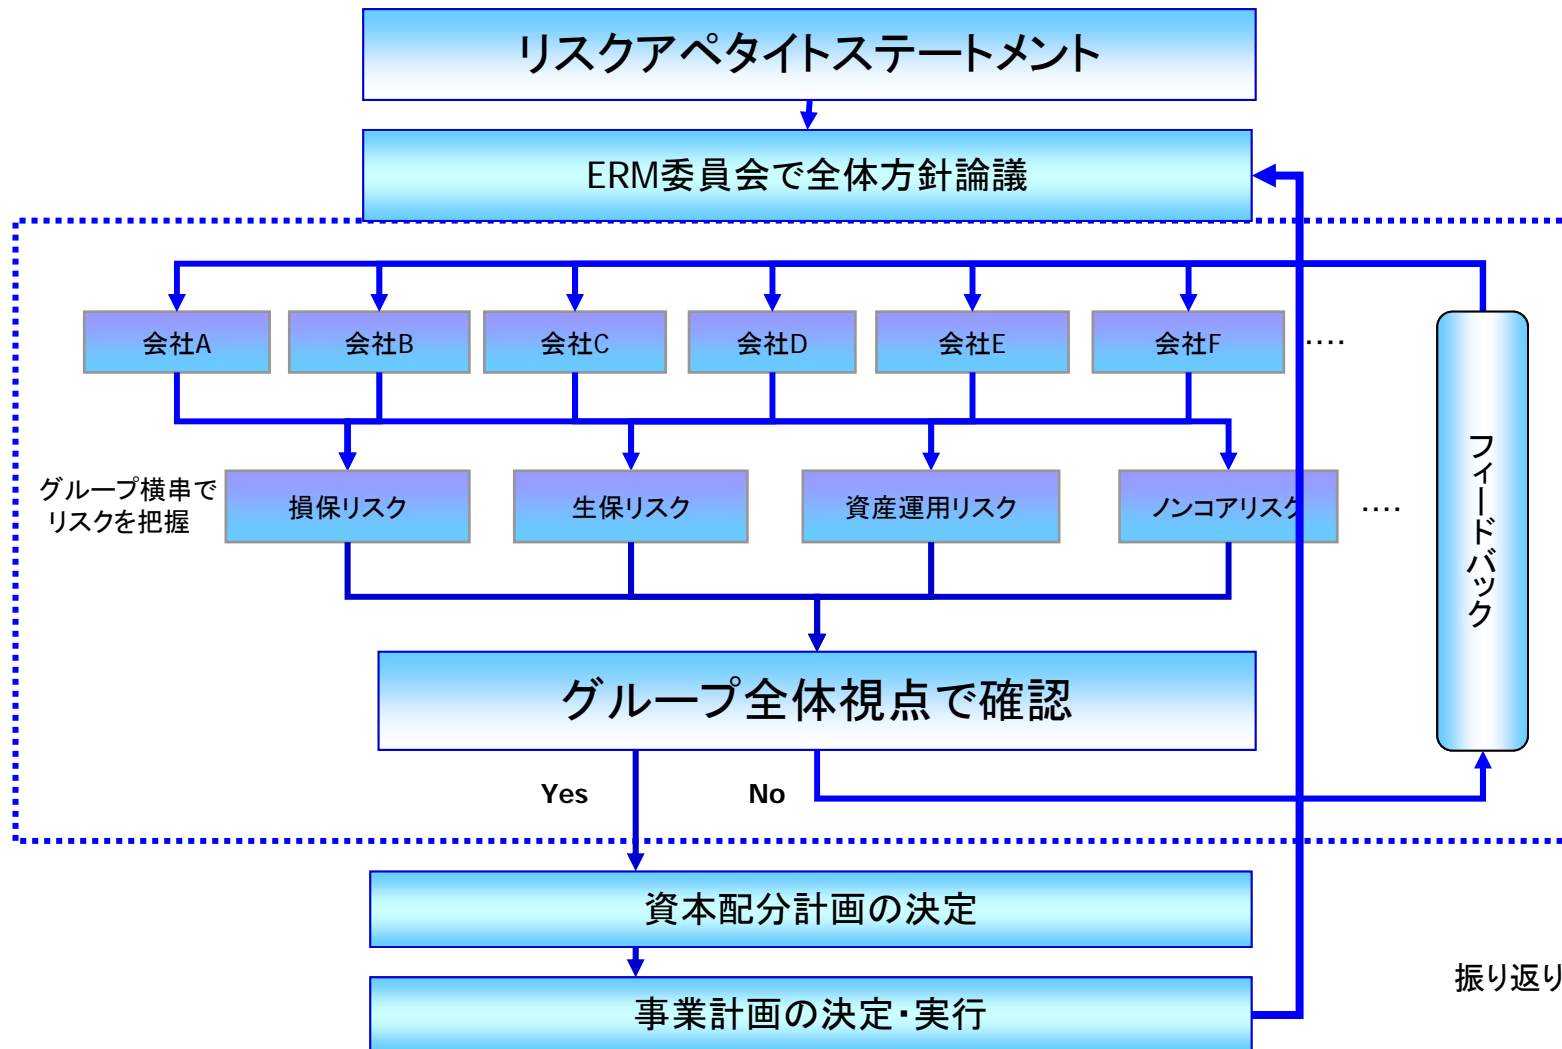 リスクアペタイトステートメント
ERM委員会で全体方針論議
会社A
会社B
会社C
会社D
会社E
会社F
‥‥
グループ横串で
リスクを把握
損保リスク
生保リスク
資産運用リスク
ノンコアリスク
‥‥
フィードバック
グループ全体視点で確認
Yes
No
資本配分計画の決定
振り返り
事業計画の決定・実行